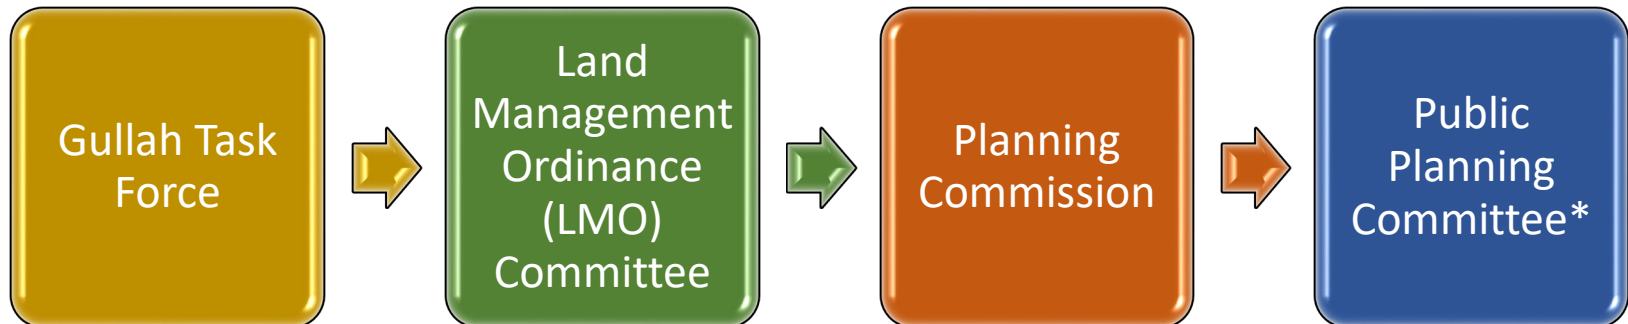 Gullah Task
Force
Land
Management
Ordinance
(LMO)
Committee
Planning
Commission
Public
Planning
Committee*